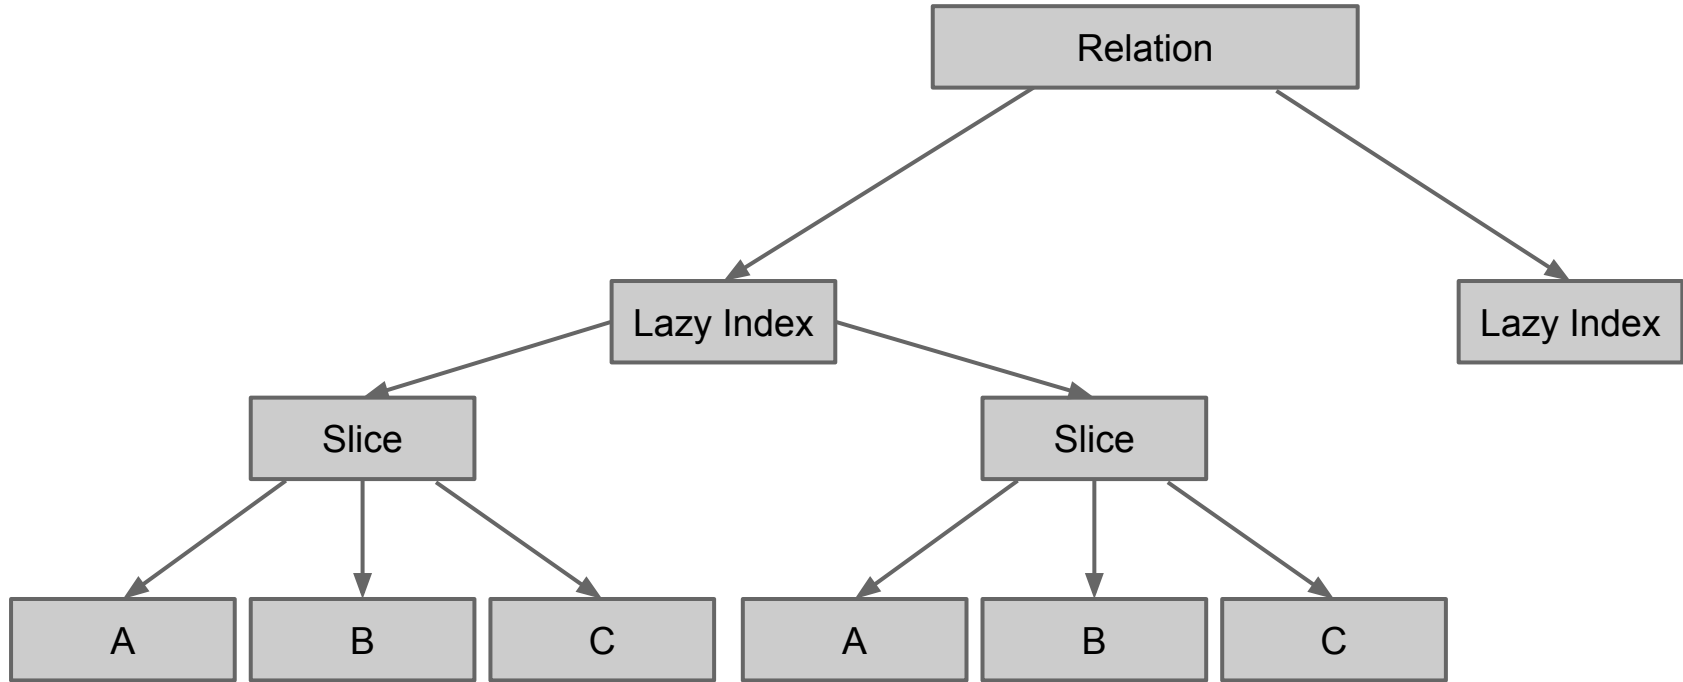 Relation
Lazy Index
Lazy Index
Slice
Slice
A
B
C
A
B
C